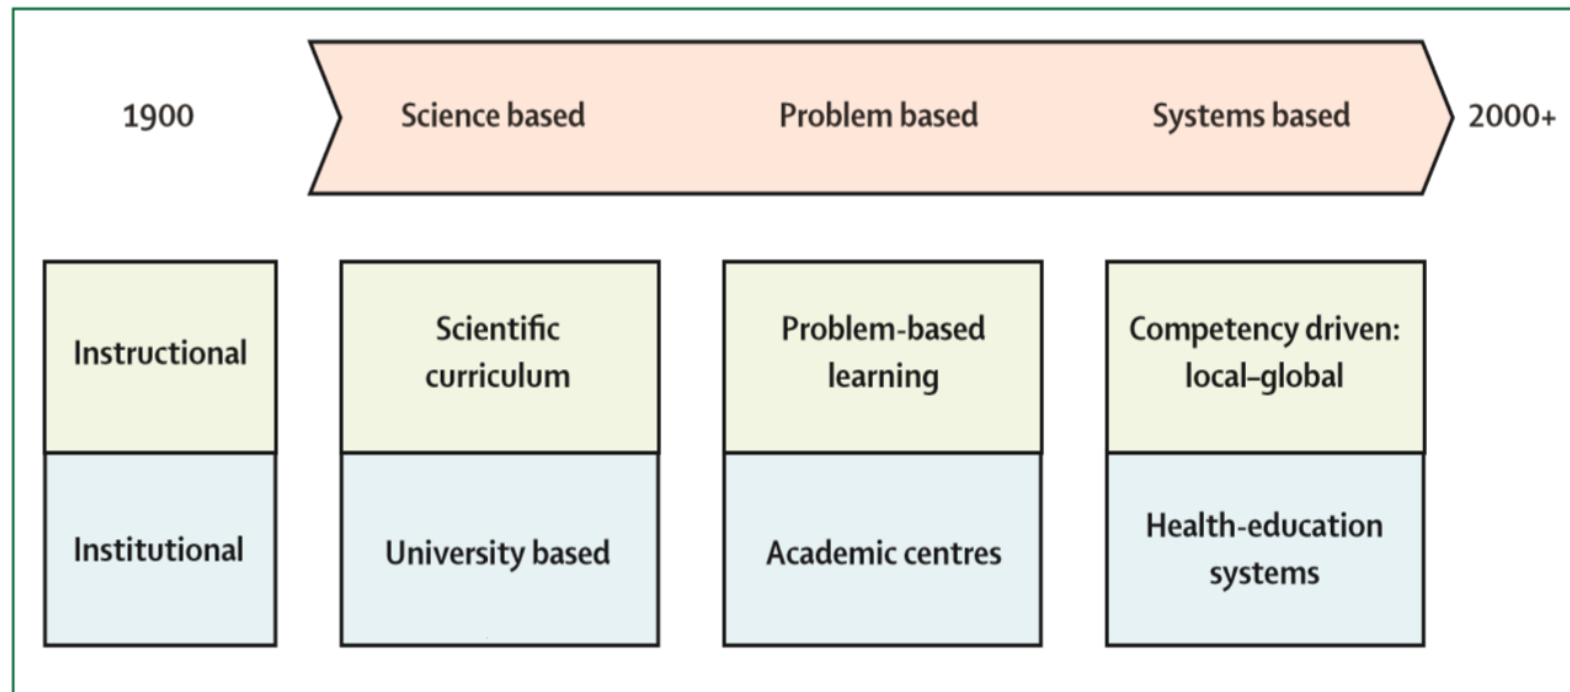 1900
Science based
Problem based
Systems based
2000+
Instructional
Scientific
curriculum
Problem-based
learning
Competency driven:
local–global
Institutional
University based
Academic centres
Health-education
systems